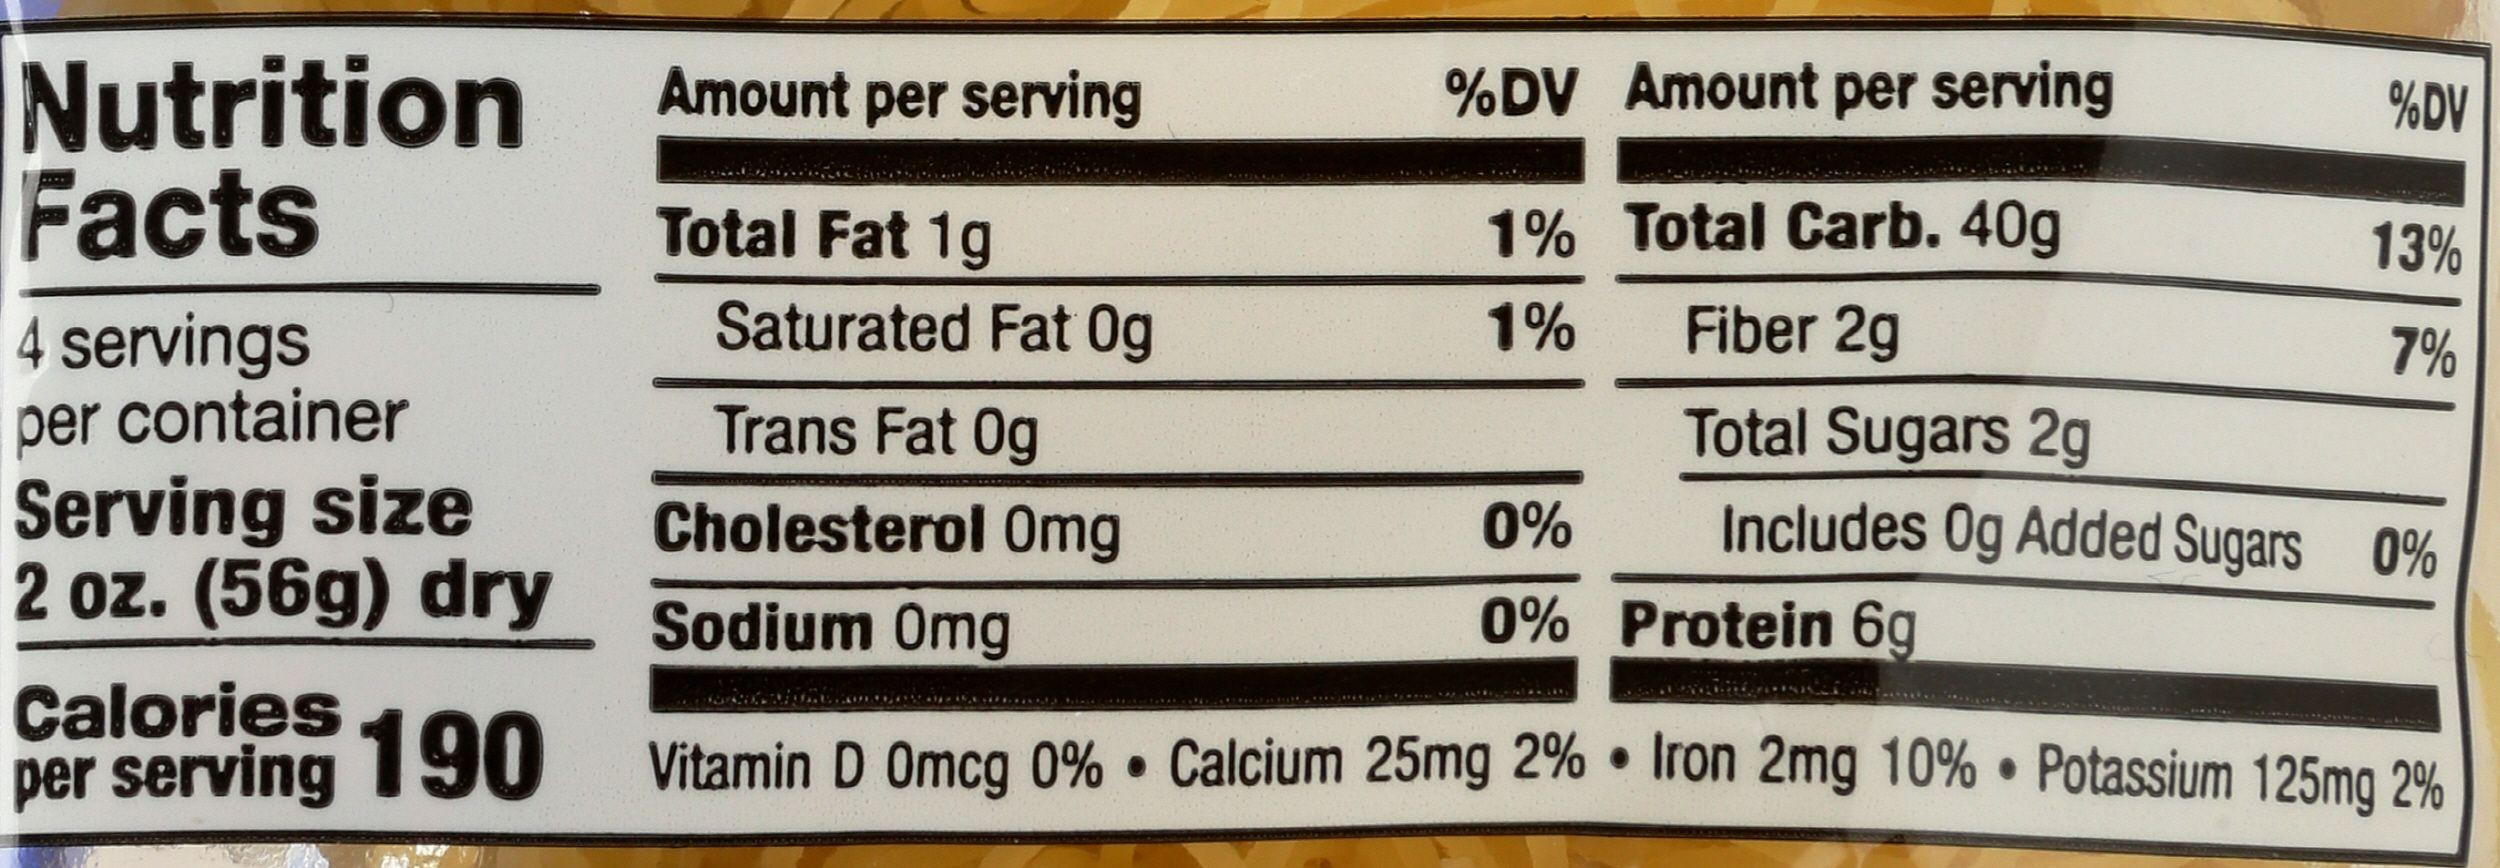 Nutrition
Facts
4 servings
per container
Serving size
2 oz. (56g) dry
Calories
per serving 190
Amount per serving %DV
Total Fat 1g 1%
Saturated Fat 0g 1%
Trans Fat 0g
Cholesterol 0mg 0%
Sodium 0mg 0%
Amount per serving %DV
Total Carb. 40g 13%
Fiber 2g 7%
Total Sugars 2g
Includes 0g Added Sugars 0%
Protein 6g
Vitamin D 0mcg 0% • Calcium 25mg 2% • Iron 2mg 10% • Potassium 125mg 2%